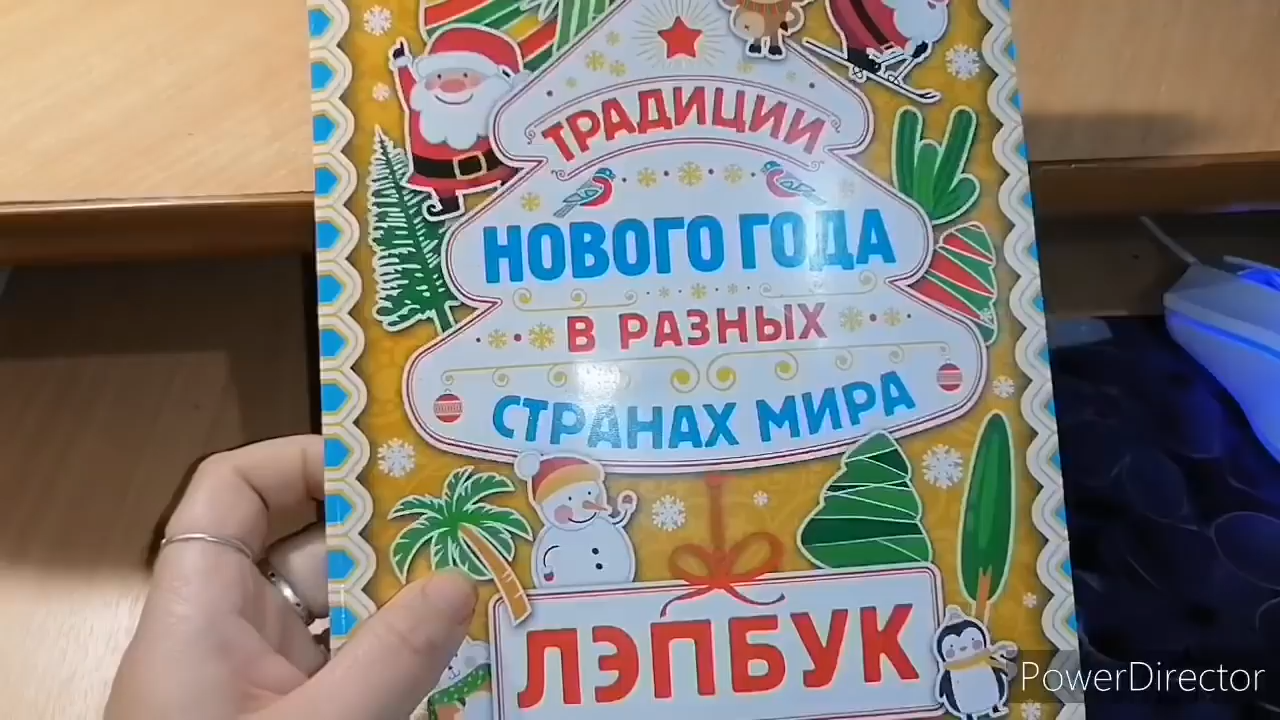 ТРАДИЦИИ
НОВОГО ГОДА
В РАЗНЫХ
СТРАНАХ МИРА
ЛЭПБУК
PowerDirector